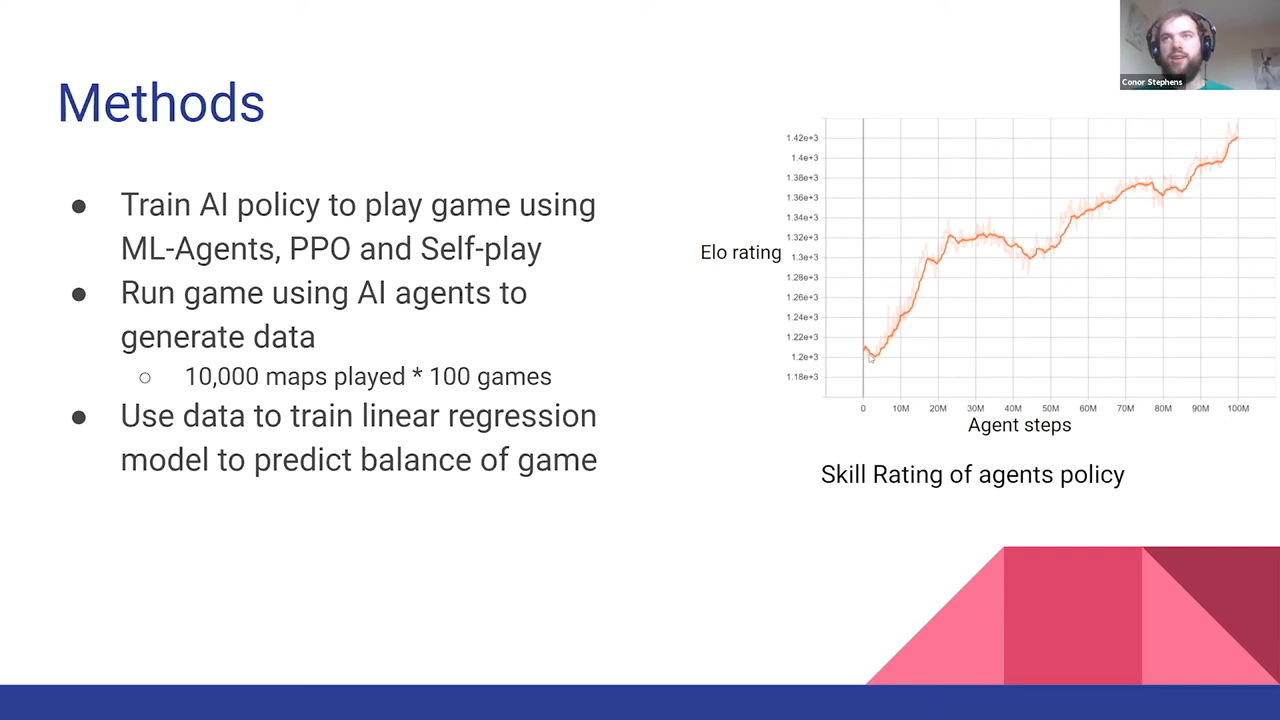 Conor Stephens
Methods
● Train AI policy to play game using
ML-Agents, PPO and Self-play
● Run game using AI agents to
generate data
○ 10,000 maps played * 100 games
● Use data to train linear regression
model to predict balance of game
Elo rating
1.42e+3
1.4e+3
1.38e+3
1.36e+3
1.34e+3
1.32e+3
1.3e+3
1.28e+3
1.26e+3
1.24e+3
1.22e+3
1.2e+3
1.18e+3
0 10M 20M 30M 40M 50M 60M 70M 80M 90M 100M
Agent steps
Skill Rating of agents policy